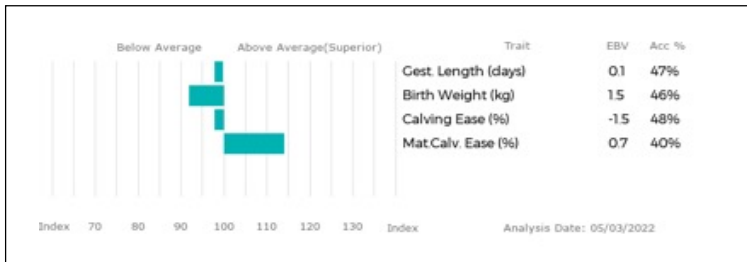 Below Average Above Average(Superior) Trait EBV Acc %
Gest. Length (days) 0.1 47%
Birth Weight (kg) 1.5 46%
Calving Ease (%) -1.5 48%
Mat.Calv. Ease (%) 0.7 40%
Index 70 80 90 100 110 120 130 Index Analysis Date: 05/03/2022